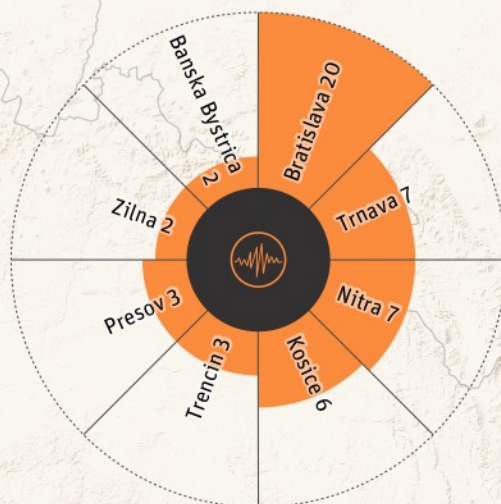 Bratislava 20
Trnava 7
Nitra 7
Kosice 6
Trencin 3
Presov 3
Zilna 2
Banska Bystrica
2